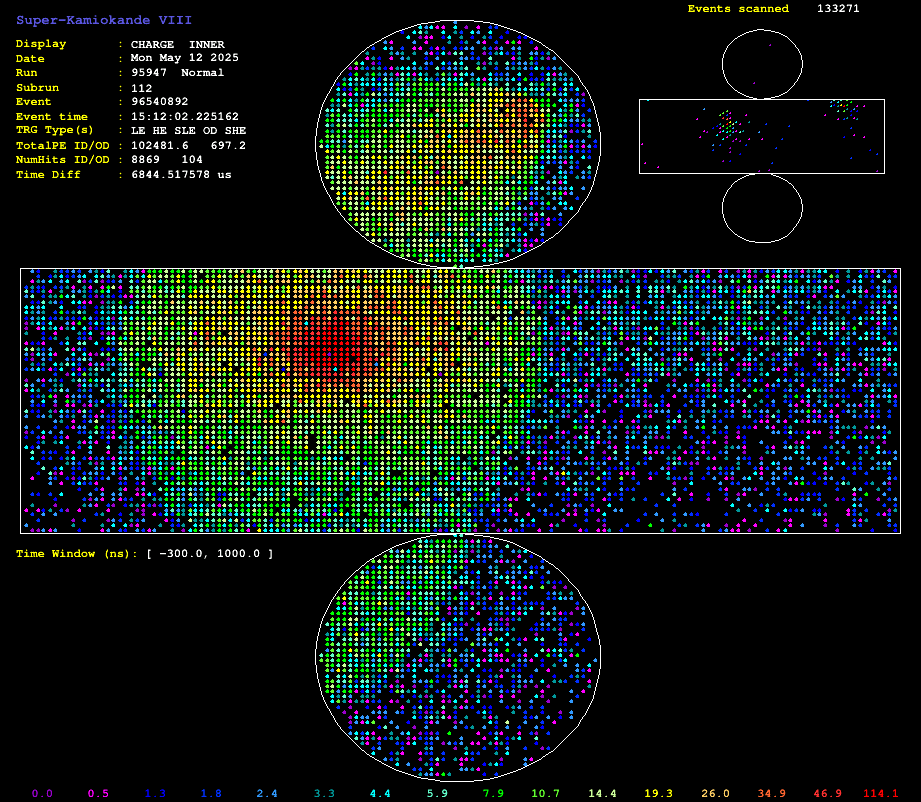 Super-Kamiokande VIII
Events scanned 133271
Display : CHARGE INNER
Date : Mon May 12 2025
Run : 95947 Normal
Subrun : 112
Event : 96540892
Event time : 15:12:02.225162
TRG Type(s) : LE HE SLE OD SHE
TotalPE ID/OD : 102481.6 697.2
NumHits ID/OD : 8869 104
Time Diff : 6844.517578 us
Time Window (ns): [ −300.0, 1000.0 ]
0.0 0.5 1.3 1.8 2.4 3.3 4.4 5.9 7.9 10.7 14.4 19.3 26.0 34.9 46.9 114.1